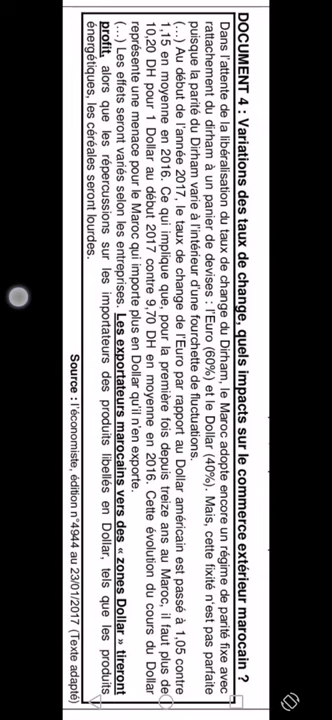 DOCUMENT 4 : Variations des taux de change, quels impacts sur le commerce extérieur marocain ?
Dans l'attente de la libéralisation du taux de change du Dirham, le Maroc adopte encore un régime de parité fixe avec
rattachement du dirham à un panier de devises : l'Euro (60%) et le Dollar (40%). Mais, cette fixité n'est pas parfaite
puisque la parité du Dirham varie à l'intérieur d'une fourchette de fluctuations.
(…) Au début de l'année 2017, le taux de change de l'Euro par rapport au Dollar américain est passé à 1,05 contre
1,15 en moyenne en 2016. Ce qui implique que, pour la première fois depuis treize ans au Maroc, il faut plus de
10,20 DH pour 1 Dollar au début 2017 contre 9,70 DH en moyenne en 2016. Cette évolution du cours du Dollar
représente une menace pour le Maroc qui importe plus en Dollar qu'il n'en exporte.
(…) Les effets seront variés selon les entreprises. Les exportateurs marocains vers des « zones Dollar » tireront
profit, alors que les répercussions sur les importateurs des produits libellés en Dollar, tels que les produits
énergétiques, les céréales seront lourdes.
Source : l'économiste, édition n°4944 au 23/01/2017 (Texte adapté)